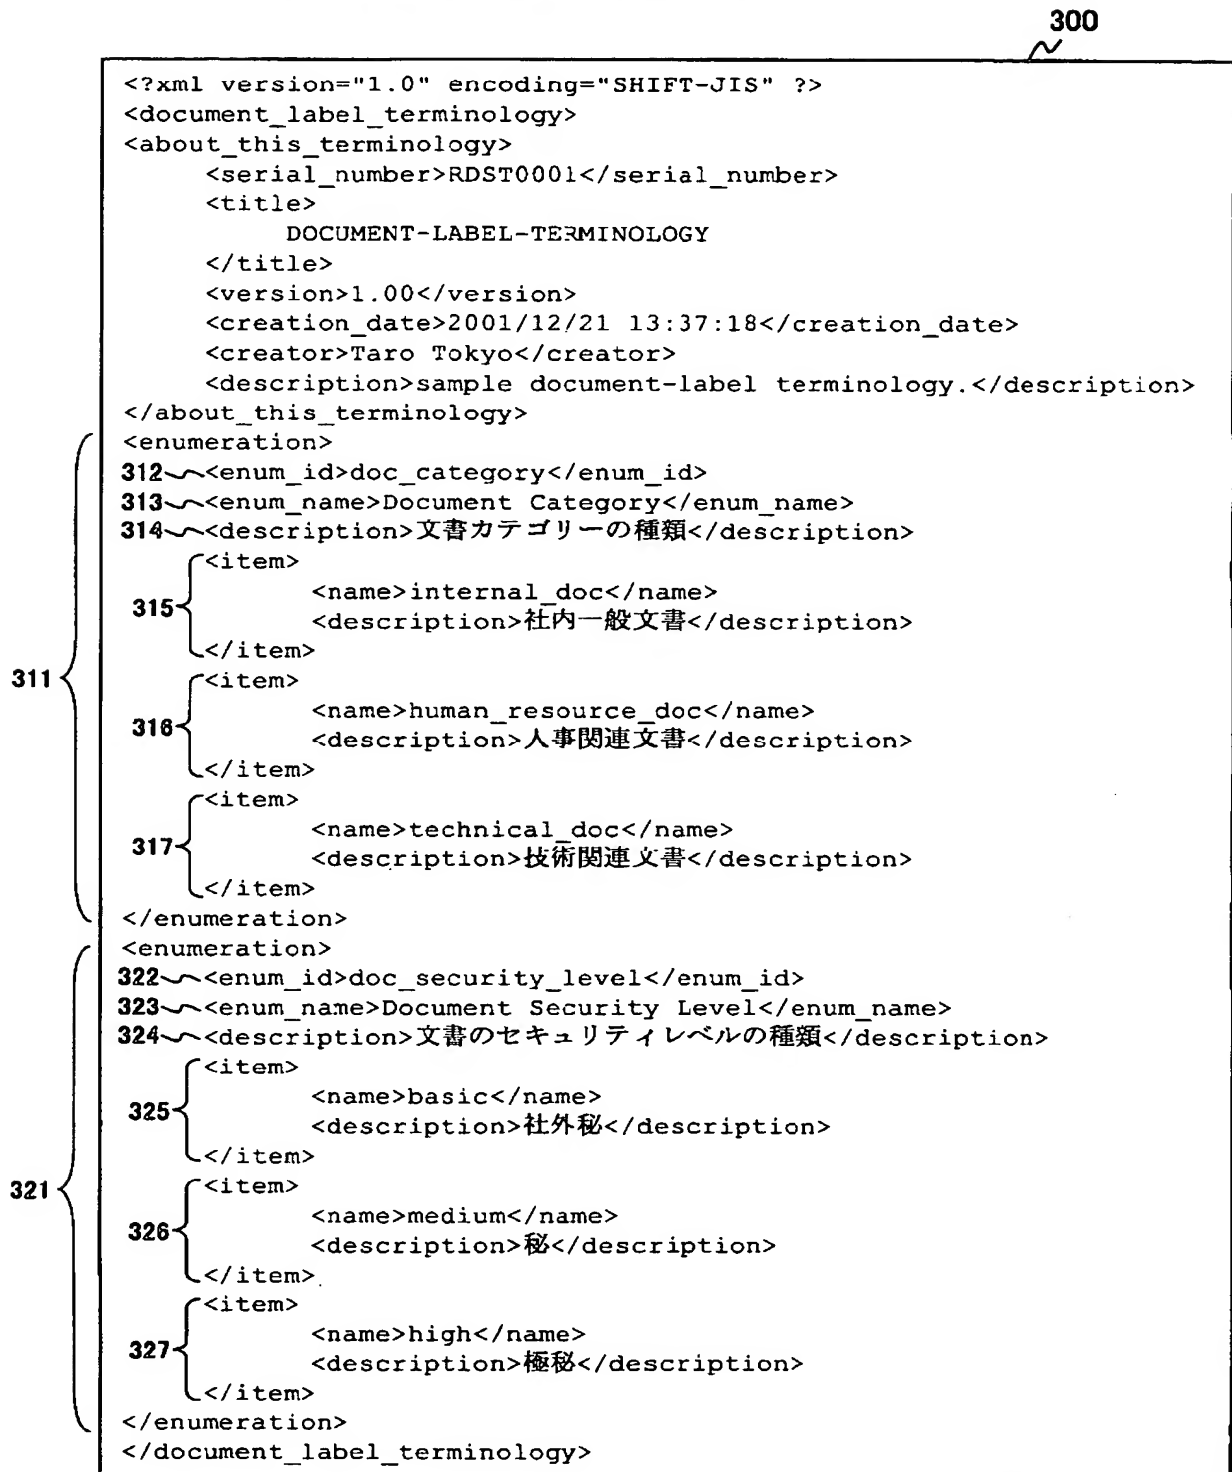 300
<?xml version="1.0" encoding="SHIFT-JIS" ?>
<document_label_terminology>
<about_this_terminology>
<serial_number>RDST0001</serial_number>
<title>
DOCUMENT-LABEL-TERMINOLOGY
</title>
<version>1.00</version>
<creation_date>2001/12/21 13:37:18</creation_date>
<creator>Taro Tokyo</creator>
<description>sample document-label terminology.</description>
</about_this_terminology>
<enumeration>
312 <enum_id>doc_category</enum_id>
313 <enum_name>Document Category</enum_name>
314 <description>文書カテゴリーの種類</description>
<item>
<name>internal_doc</name>
315
<description>社内一般文書</description>
</item>
311
<item>
<name>human_resource_doc</name>
316
<description>人事関連文書</description>
</item>
<item>
<name>technical_doc</name>
317
<description>技術関連文書</description>
</item>
</enumeration>
<enumeration>
322 <enum_id>doc_security_level</enum_id>
323 <enum_name>Document Security Level</enum_name>
324 <description>文書のセキュリティレベルの種類</description>
<item>
<name>basic</name>
325
<description>社外秘</description>
</item>
321
<item>
<name>medium</name>
326
<description>秘</description>
</item>
<item>
<name>high</name>
327
<description>極秘</description>
</item>
</enumeration>
</document_label_terminology>